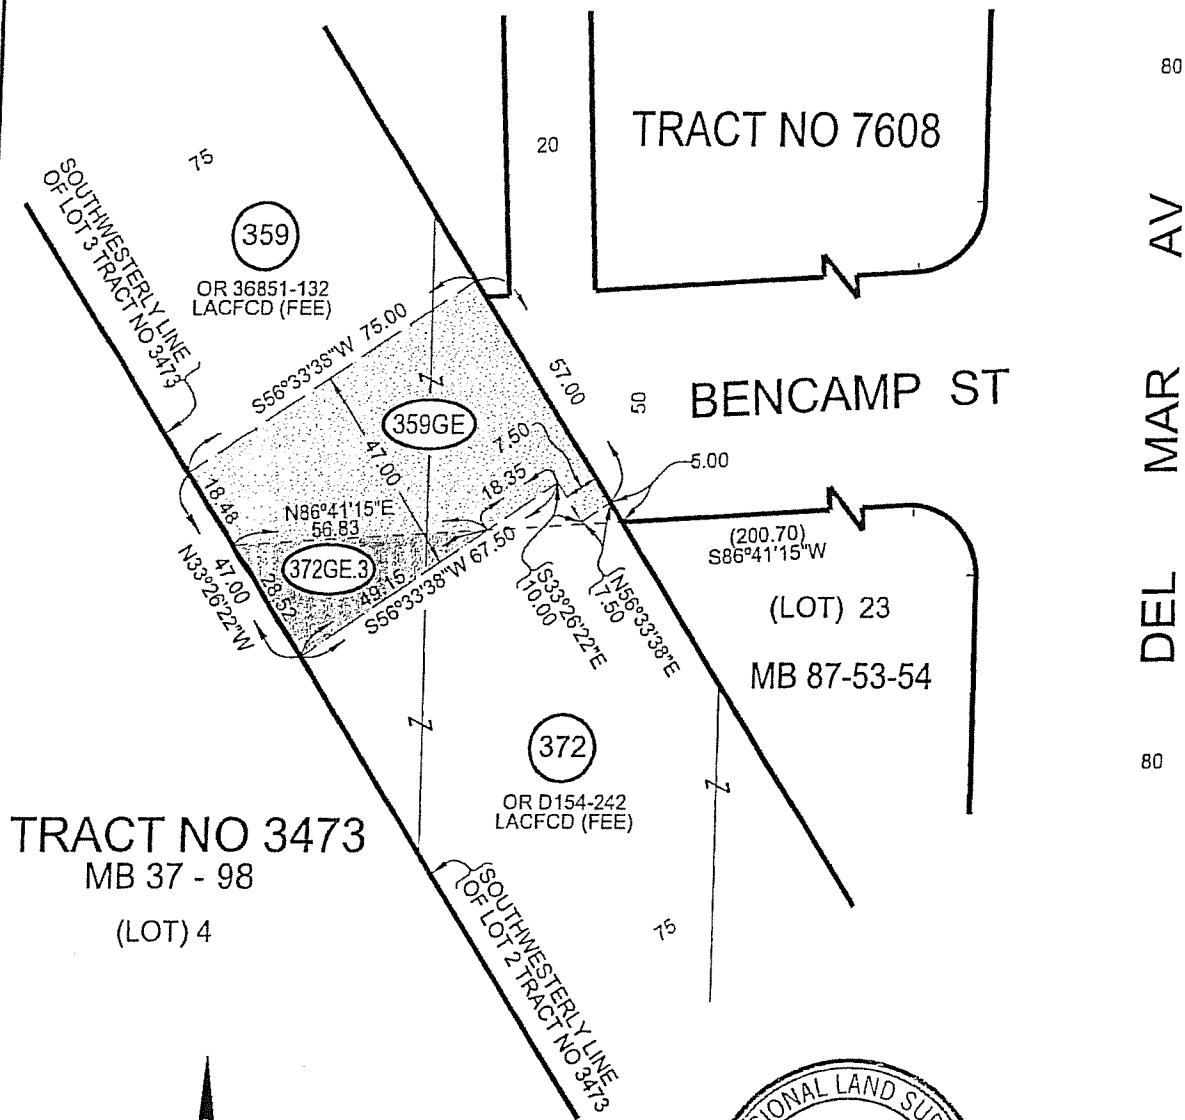 80
TRACT NO 7608
20
75
AV
SOUTHWESTERLY LINE
OF LOT 3 TRACT NO 3473
359
OR 36851-132
LACFCD (FEE)
S56°33'38"W 75.00
57.00
50
BENCAMP ST
MAR
359GE
7.50
47.00
5.00
18.35
18.48
N86°41'15"E
56.83
(200.70)
S86°41'15"W
372GE.3
S56°33'38"W 67.50
49.15
28.52
47.00
N33°26'22"W
S33°26'22"E
10.00
N56°33'38"E
7.50
(LOT) 23
DEL
MB 87-53-54
372
80
OR D154-242
LACFCD (FEE)
TRACT NO 3473
MB 37 - 98
(LOT) 4
75
SOUTHWESTERLY LINE
OF LOT 2 TRACT NO 3473
IONAL LAND SUR